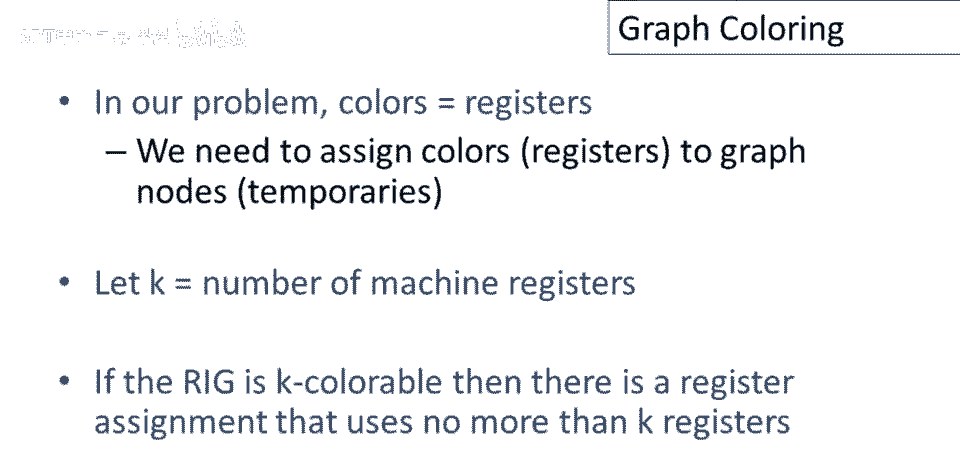 Graph Coloring
• In our problem, colors = registers
– We need to assign colors (registers) to graph
nodes (temporaries)
• Let k = number of machine registers
• If the RIG is k-colorable then there is a register
assignment that uses no more than k registers